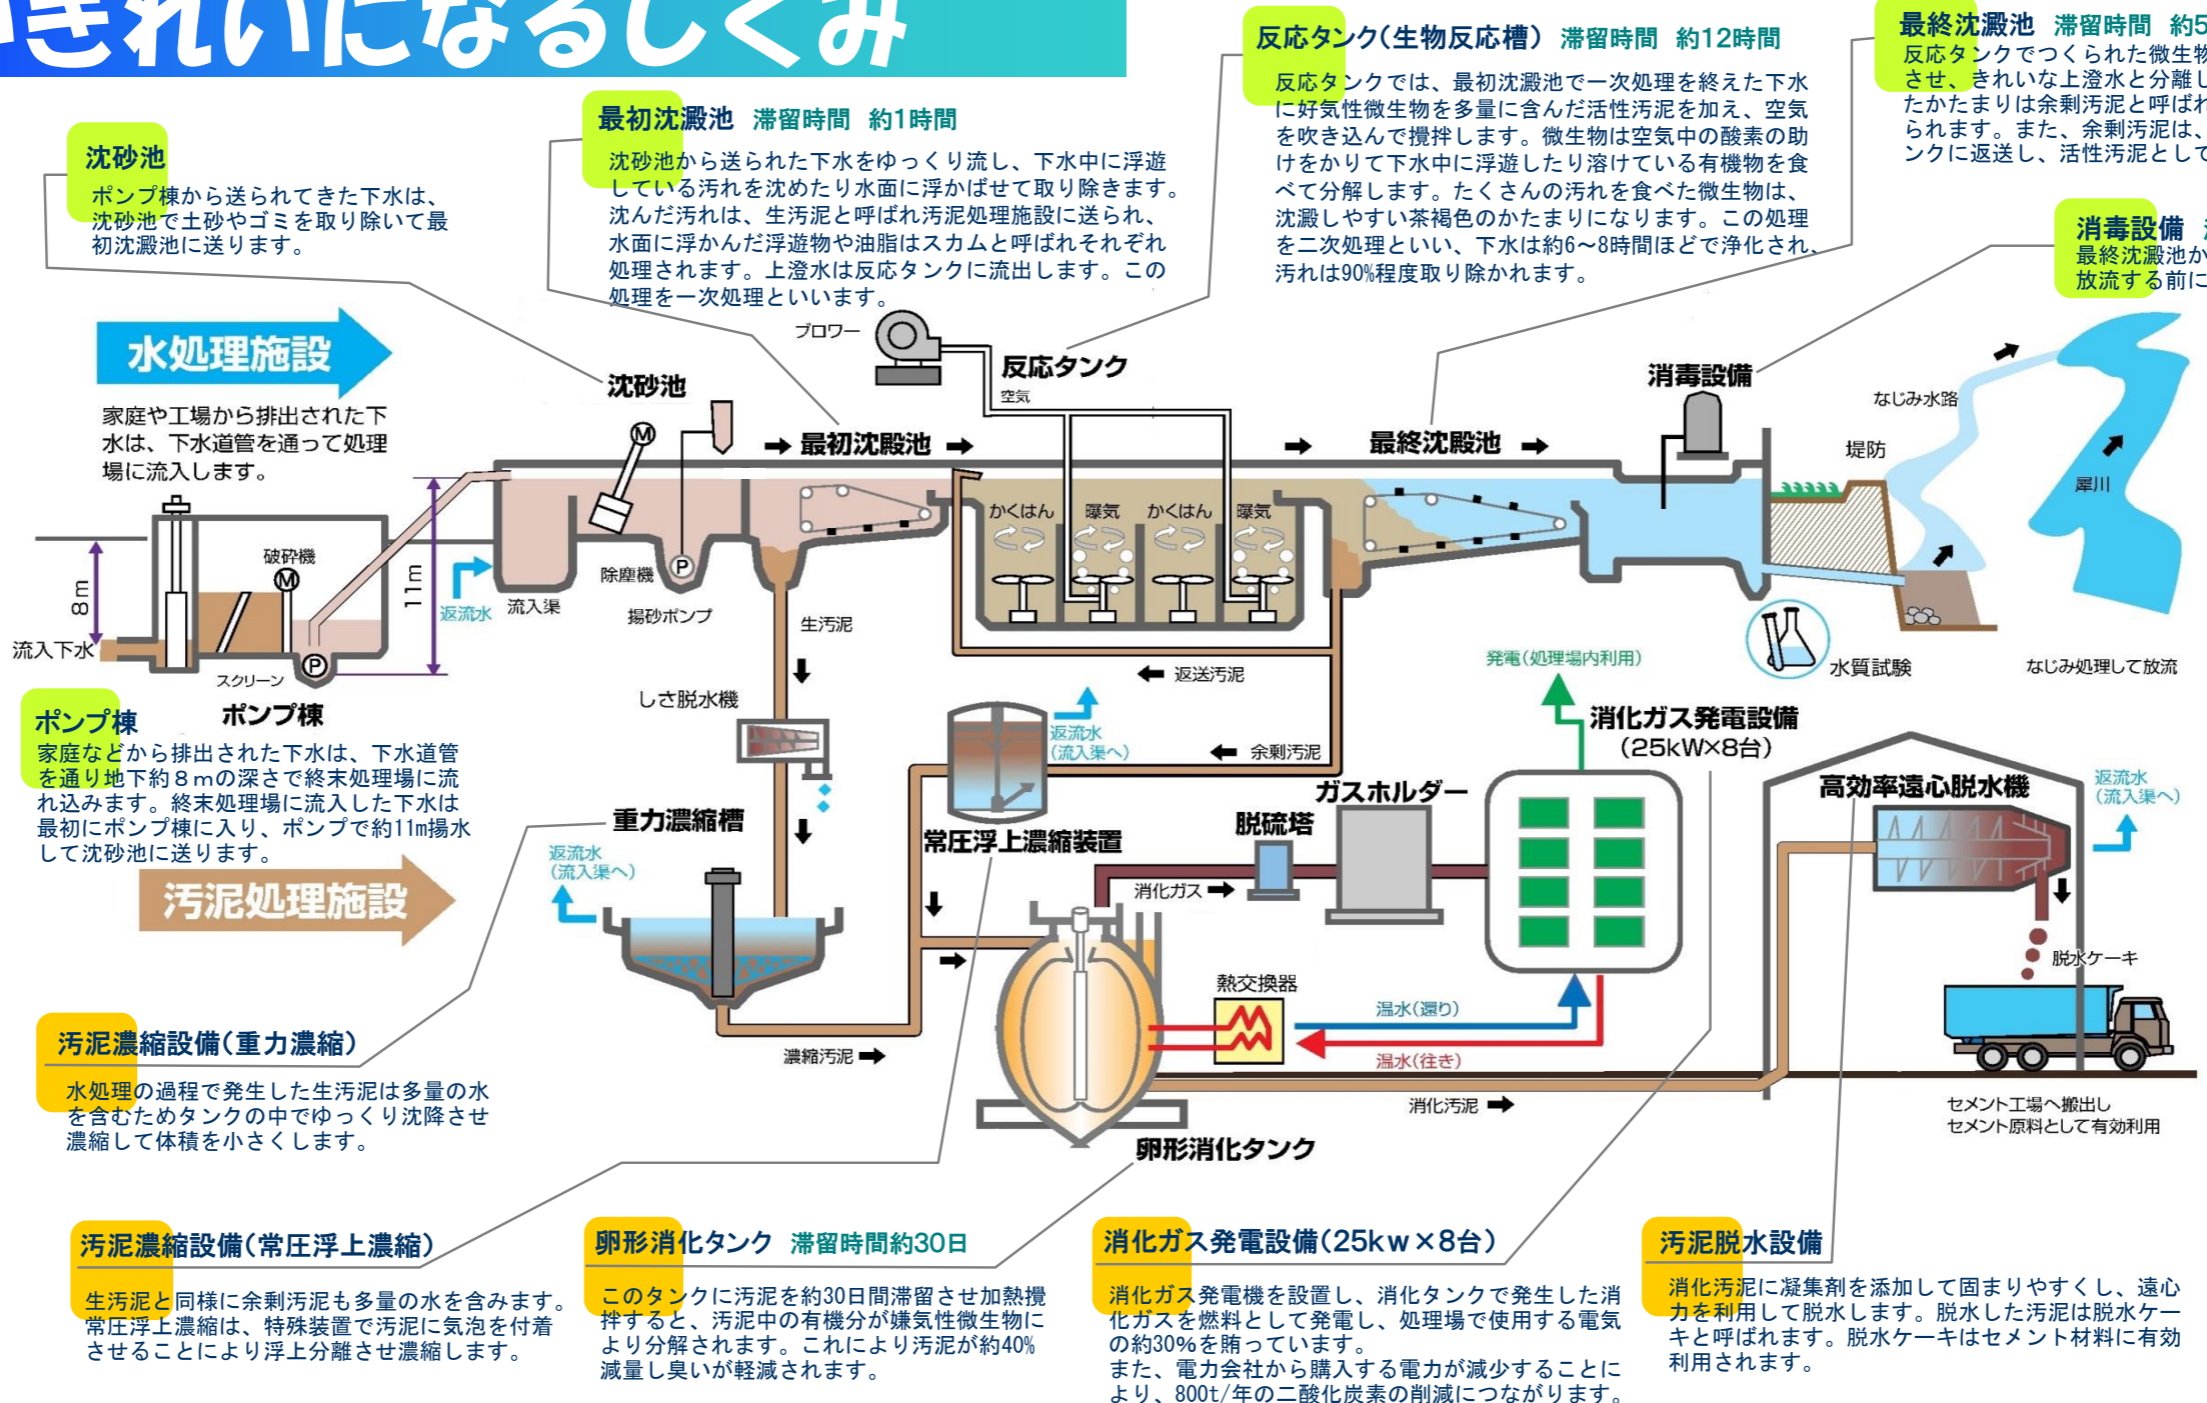 きれいになるしくみ
沈砂池
ポンプ棟から送られてきた下水は、
沈砂池で土砂やゴミを取り除いて最
初沈澱池に送ります。
最初沈澱池 滞留時間 約1時間
沈砂池から送られた下水をゆっくり流し、下水中に浮遊
している汚れを沈めたり水面に浮かばせて取り除きます。
沈んだ汚れは、生汚泥と呼ばれ汚泥処理施設に送られ、
水面に浮かんだ浮遊物や油脂はスカムと呼ばれそれぞれ
処理されます。上澄水は反応タンクに流出します。この
処理を一次処理といいます。
反応タンク(生物反応槽) 滞留時間 約12時間
反応タンクでは、最初沈澱池で一次処理を終えた下水
に好気性微生物を多量に含んだ活性汚泥を加え、空気
を吹き込んで攪拌します。微生物は空気中の酸素の助
けをかりて下水中に浮遊したり溶けている有機物を食
べて分解します。たくさんの汚れを食べた微生物は、
沈澱しやすい茶褐色のかたまりになります。この処理
を二次処理といい、下水は約6～8時間ほどで浄化され、
汚れは90%程度取り除かれます。
最終沈澱池 滞留時間 約5
反応タンクでつくられた微生物
させ、きれいな上澄水と分離し
たかたまりは余剰汚泥と呼ばれ
られます。また、余剰汚泥は、
ンクに返送し、活性汚泥として
消毒設備
最終沈澱池か
放流する前に
水処理施設
家庭や工場から排出された下
水は、下水道管を通って処理
場に流入します。
沈砂池
ブロワー
反応タンク
空気
最初沈殿池
最終沈殿池
消毒設備
なじみ水路
堤防
犀川
かくはん
曝気
かくはん
曝気
8m
破砕機
M
M
11m
返流水
流入渠
除塵機
P
揚砂ポンプ
生汚泥
流入下水
スクリーン
P
ポンプ棟
返送汚泥
発電(処理場内利用)
水質試験
なじみ処理して放流
しさ脱水機
返流水
(流入渠へ)
余剰汚泥
消化ガス発電設備
(25kW×8台)
ポンプ棟
家庭などから排出された下水は、下水道管
を通り地下約８ｍの深さで終末処理場に流
れ込みます。終末処理場に流入した下水は
最初にポンプ棟に入り、ポンプで約11m揚水
して沈砂池に送ります。
重力濃縮槽
返流水
(流入渠へ)
常圧浮上濃縮装置
脱硫塔
ガスホルダー
高効率遠心脱水機
返流水
(流入渠へ)
汚泥処理施設
消化ガス
脱水ケーキ
熱交換器
温水(還り)
温水(往き)
濃縮汚泥
消化汚泥
卵形消化タンク
セメント工場へ搬出し
セメント原料として有効利用
汚泥濃縮設備(重力濃縮)
水処理の過程で発生した生汚泥は多量の水
を含むためタンクの中でゆっくり沈降させ
濃縮して体積を小さくします。
汚泥濃縮設備(常圧浮上濃縮)
生汚泥と同様に余剰汚泥も多量の水を含みます。
常圧浮上濃縮は、特殊装置で汚泥に気泡を付着
させることにより浮上分離させ濃縮します。
卵形消化タンク 滞留時間約30日
このタンクに汚泥を約30日間滞留させ加熱攪
拌すると、汚泥中の有機分が嫌気性微生物に
より分解されます。これにより汚泥が約40%
減量し臭いが軽減されます。
消化ガス発電設備(25kw×8台)
消化ガス発電機を設置し、消化タンクで発生した消
化ガスを燃料として発電し、処理場で使用する電気
の約30%を賄っています。
また、電力会社から購入する電力が減少することに
より、800t/年の二酸化炭素の削減につながります。
汚泥脱水設備
消化汚泥に凝集剤を添加して固まりやすくし、遠心
力を利用して脱水します。脱水した汚泥は脱水ケー
キと呼ばれます。脱水ケーキはセメント材料に有効
利用されます。